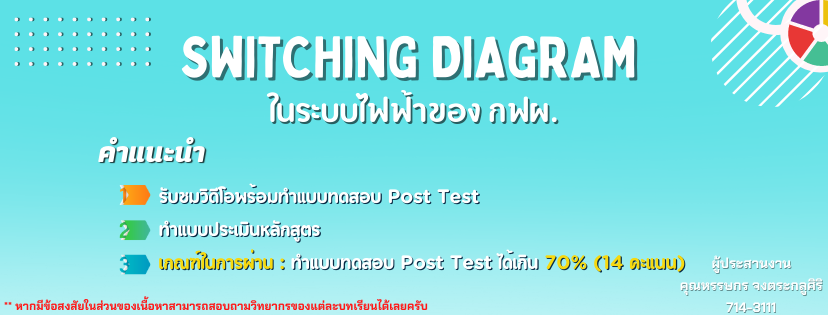 SWITCHING DIAGRAM
ในระบบไฟฟ้าของ กฟผ.
คำแนะนำ
1 รับชมวิดีโอพร้อมทำแบบทดสอบ Post Test
2 ทำแบบประเมินหลักสูตร
3 เกณฑ์ในการผ่าน : ทำแบบทดสอบ Post Test ได้เกิน 70% (14 คะแนน)
ผู้ประสานงาน
คุณพรรษกร จงตระกลูศิริ
714-3111
** หากมีข้อสงสัยในส่วนของเนื้อหาสามารถสอบถามวิทยากรของแต่ละบทเรียนได้เลยครับ